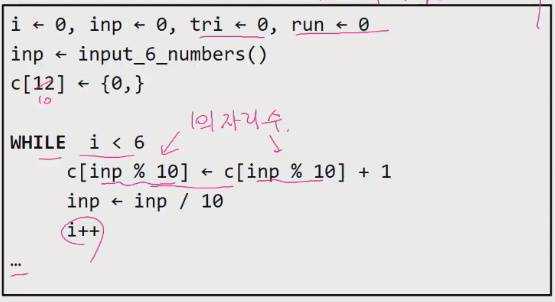 i ← 0, inp ← 0, tri ← 0, run ← 0
inp ← input_6_numbers()
c[12] ← {0,}
10
1의 자리 수.
WHILE i < 6
c[inp % 10] ← c[inp % 10] + 1
inp ← inp / 10
i++
…